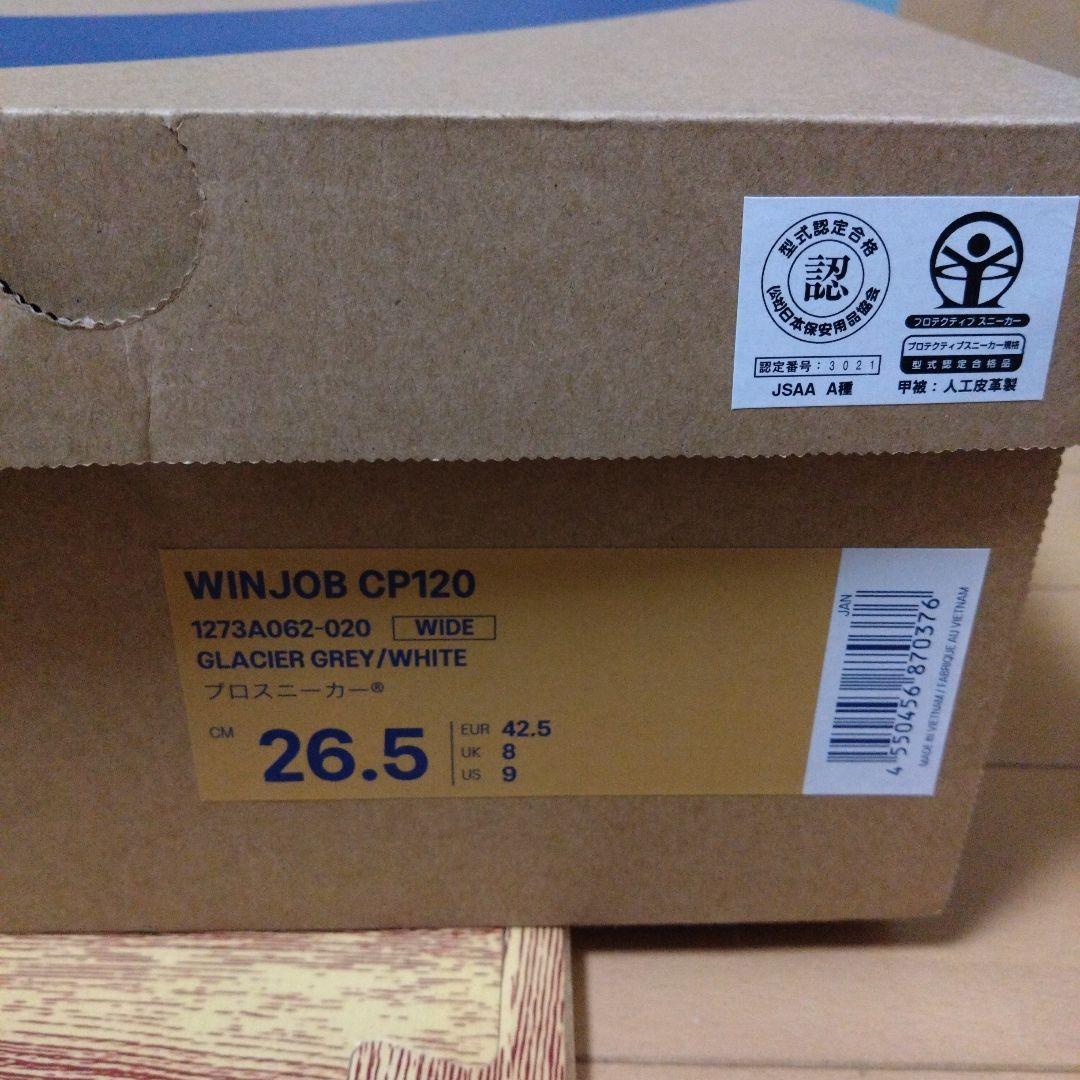 型式認定合格
認
(公社)日本保安用品協会
認定番号：3021
JSAA A種
プロテクティブ スニーカー
プロテクティブスニーカー規格
型式認定合格品
甲被：人工皮革製
WINJOB CP120
1273A062-020 WIDE
GLACIER GREY/WHITE
プロスニーカー®
CM 26.5
EUR 42.5
UK 8
US 9
JAN
4 550456 870376
MADE IN VIETNAM / FABRIQUE AU VIETNAM